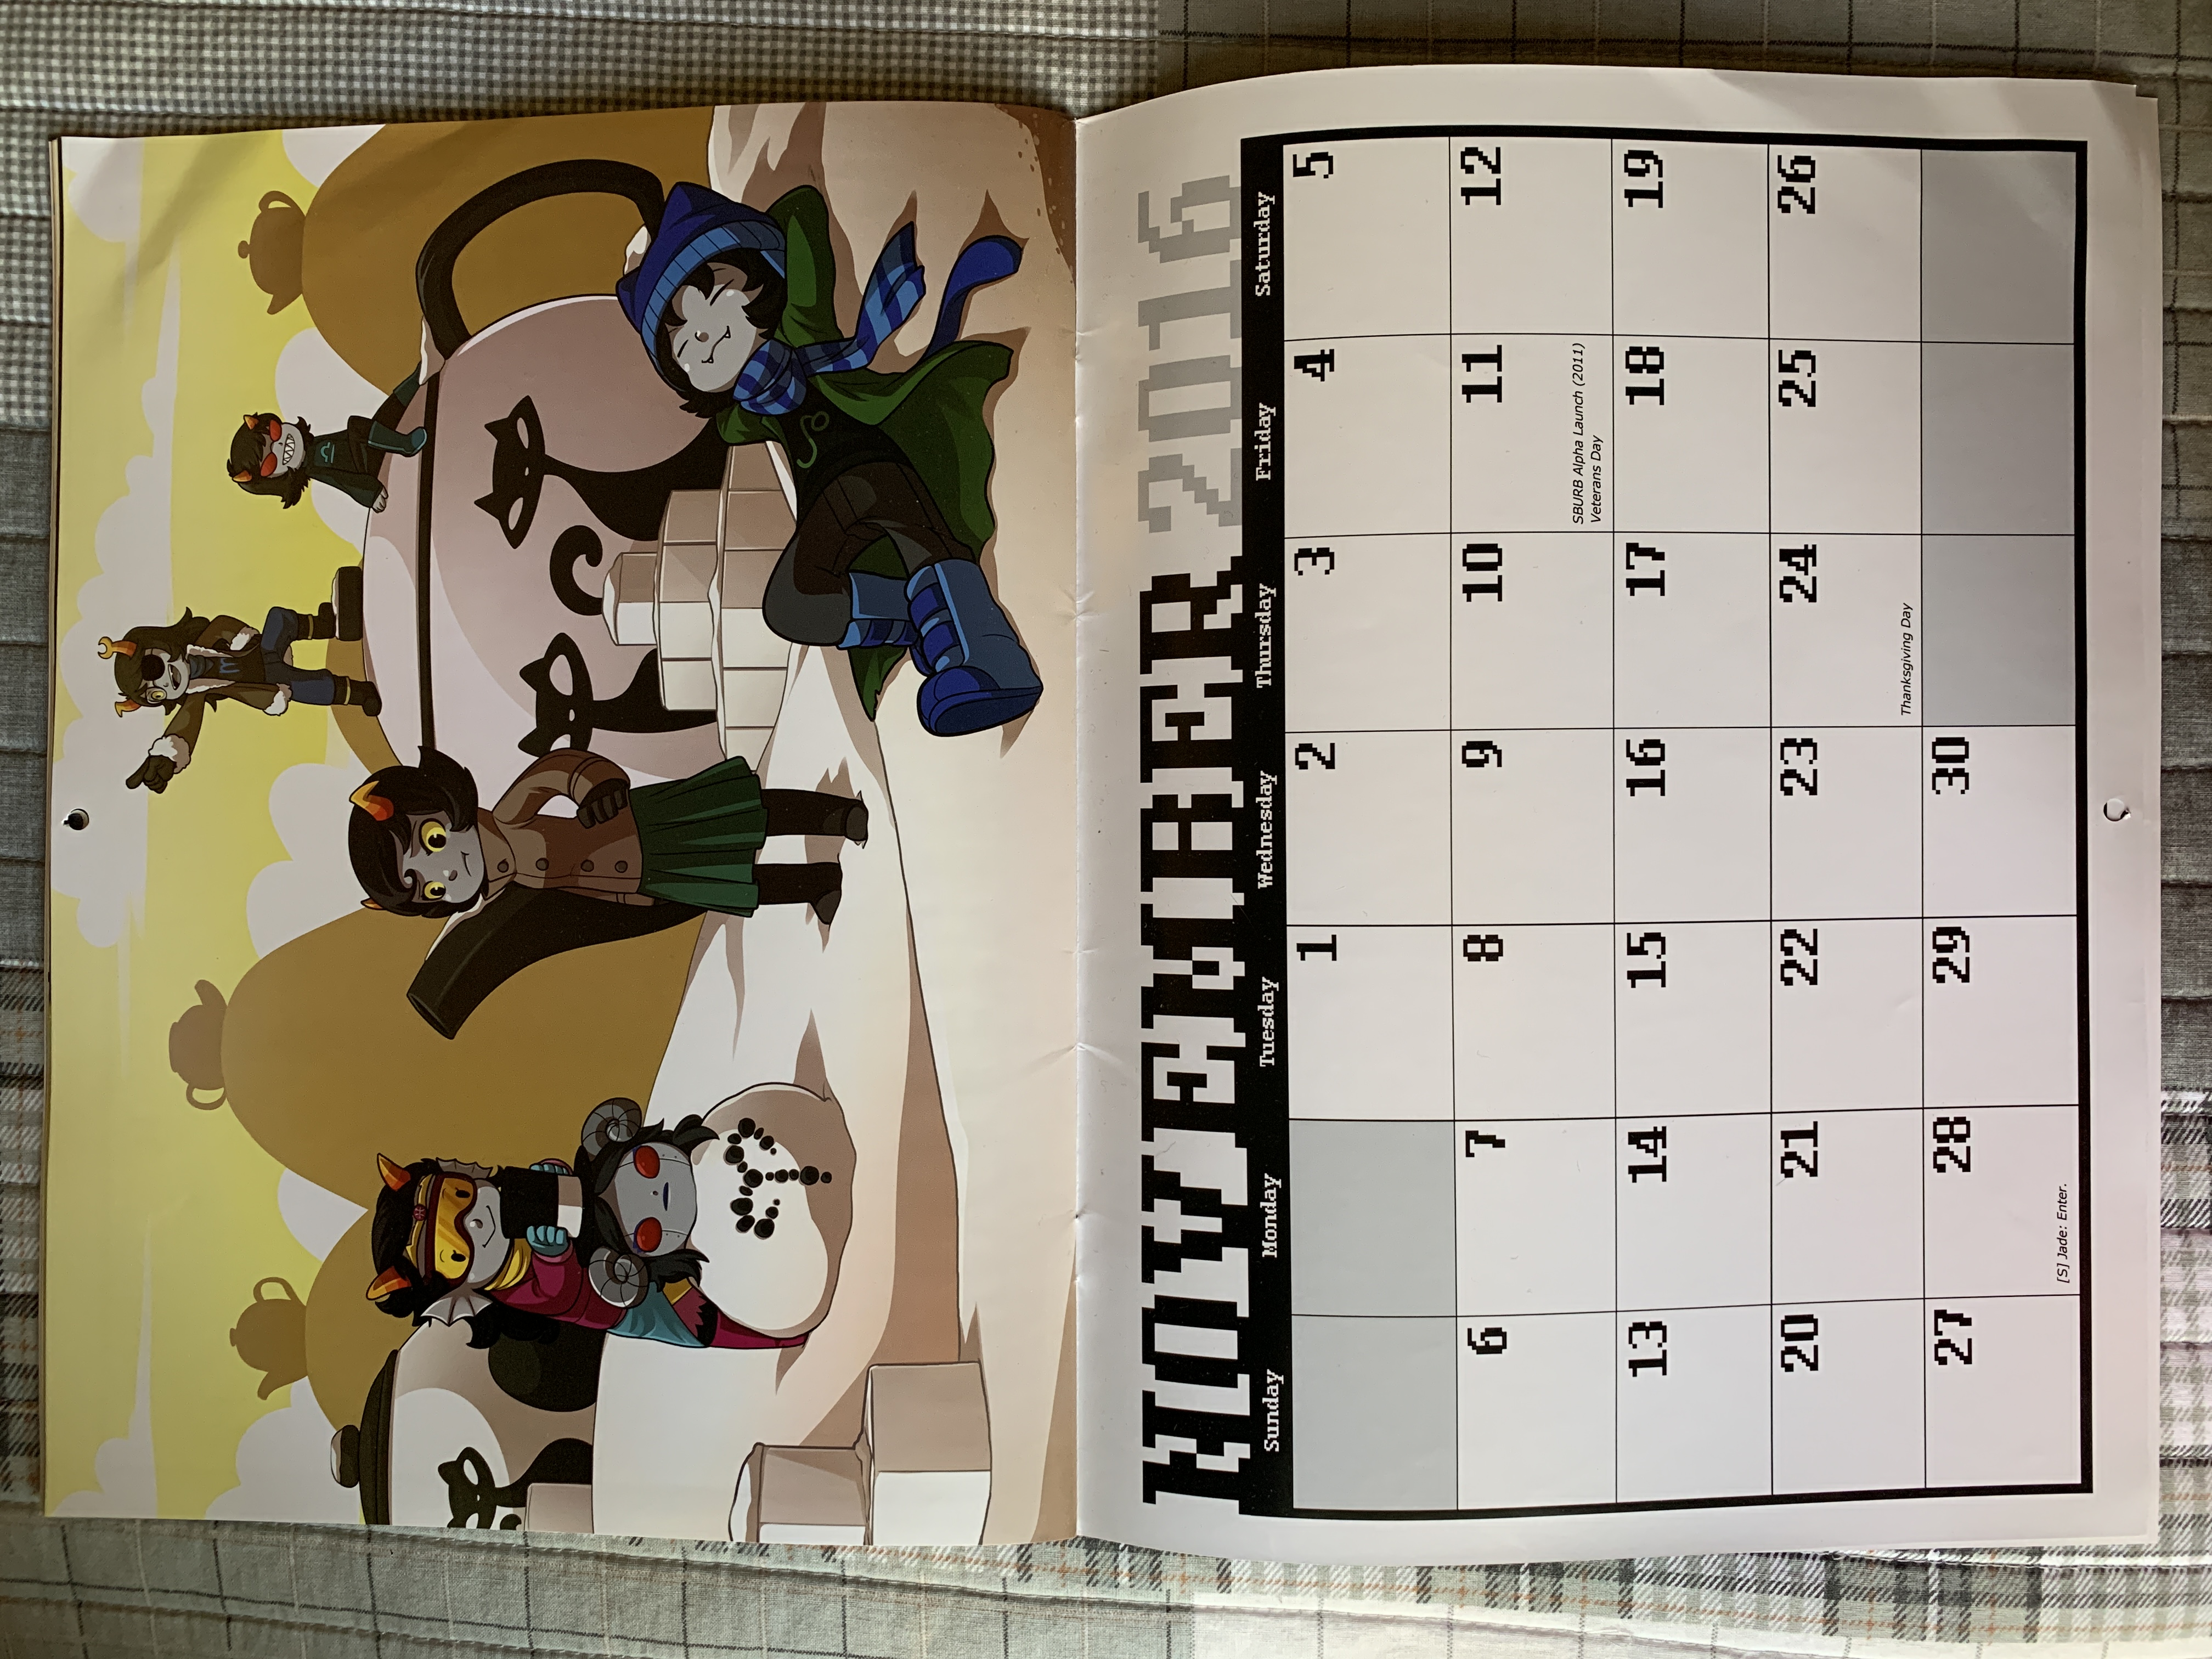 NOVEMBER 2016
Sunday Monday Tuesday Wednesday Thursday Friday Saturday
1 2 3 4 5
6 7 8 9 10 11 12
SBURB Alpha Launch (2011)
Veterans Day
13 14 15 16 17 18 19
20 21 22 23 24 25 26
Thanksgiving Day
27 28 29 30
[S] Jade: Enter.